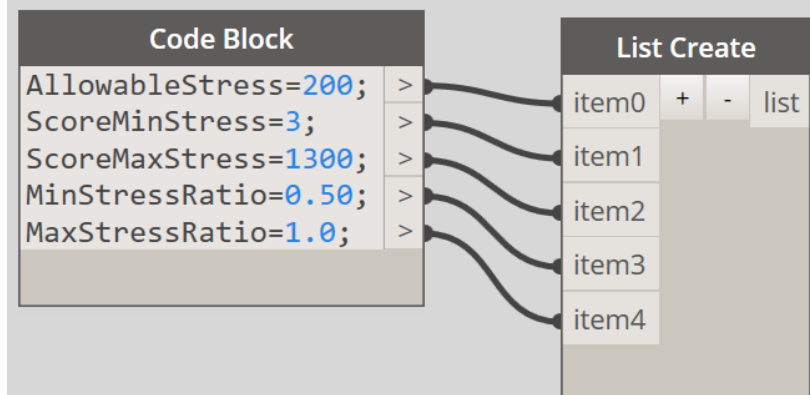 Code Block
AllowableStress=200; >
ScoreMinStress=3; >
ScoreMaxStress=1300; >
MinStressRatio=0.50; >
MaxStressRatio=1.0; >
List Create
item0 + - list
item1
item2
item3
item4